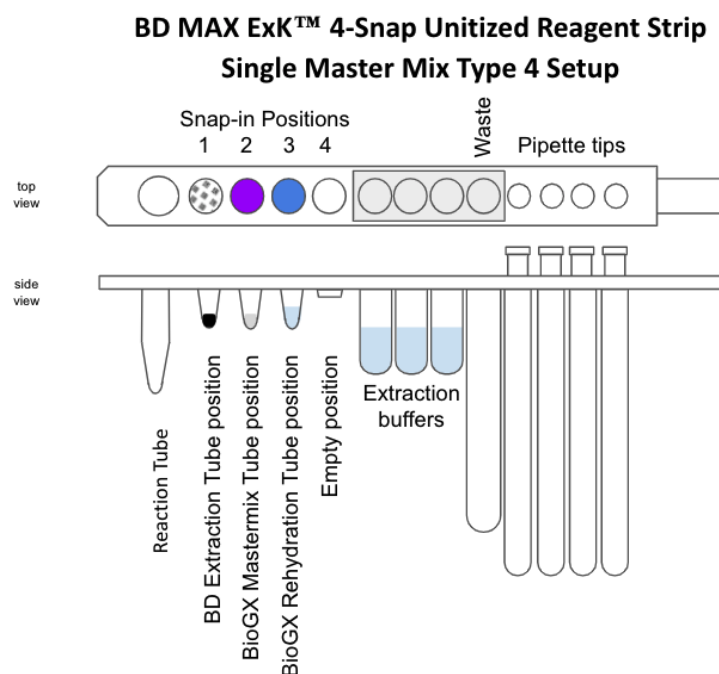 BD MAX ExK™ 4-Snap Unitized Reagent Strip
Single Master Mix Type 4 Setup
Snap-in Positions
1 2 3 4
Waste
Pipette tips
top
view
side
view
Reaction Tube
BD Extraction Tube position
BioGX Mastermix Tube position
BioGX Rehydration Tube position
Empty position
Extraction
buffers